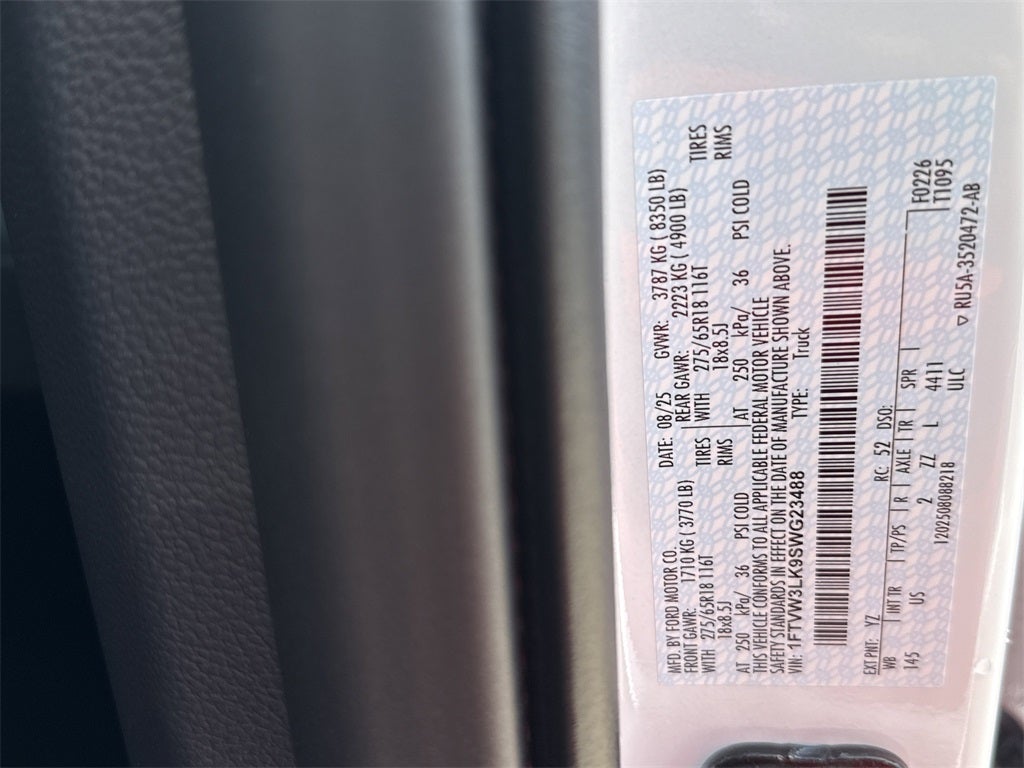 MFD. BY FORD MOTOR CO.
DATE: 08/25 GVWR: 3787 KG ( 8350 LB)
FRONT GAWR: 1710 KG ( 3770 LB) REAR GAWR: 2223 KG ( 4900 LB)
WITH 275/65R18 116T TIRES WITH 275/65R18 116T TIRES
18x8.5J RIMS 18x8.5J RIMS
AT 250 kPa/ 36 PSI COLD AT 250 kPa/ 36 PSI COLD
THIS VEHICLE CONFORMS TO ALL APPLICABLE FEDERAL MOTOR VEHICLE
SAFETY STANDARDS IN EFFECT ON THE DATE OF MANUFACTURE SHOWN ABOVE.
VIN: 1FTVW3LK9SWG23488 TYPE: Truck
EXT PNT: YZ RC: 52 DSO:
WB INT TR TP/PS R AXLE TR SPR F0226
145 US 2 ZZ L 4411 1T1095
12025080882​18 ULC
▽ RU5A-3520472-AB